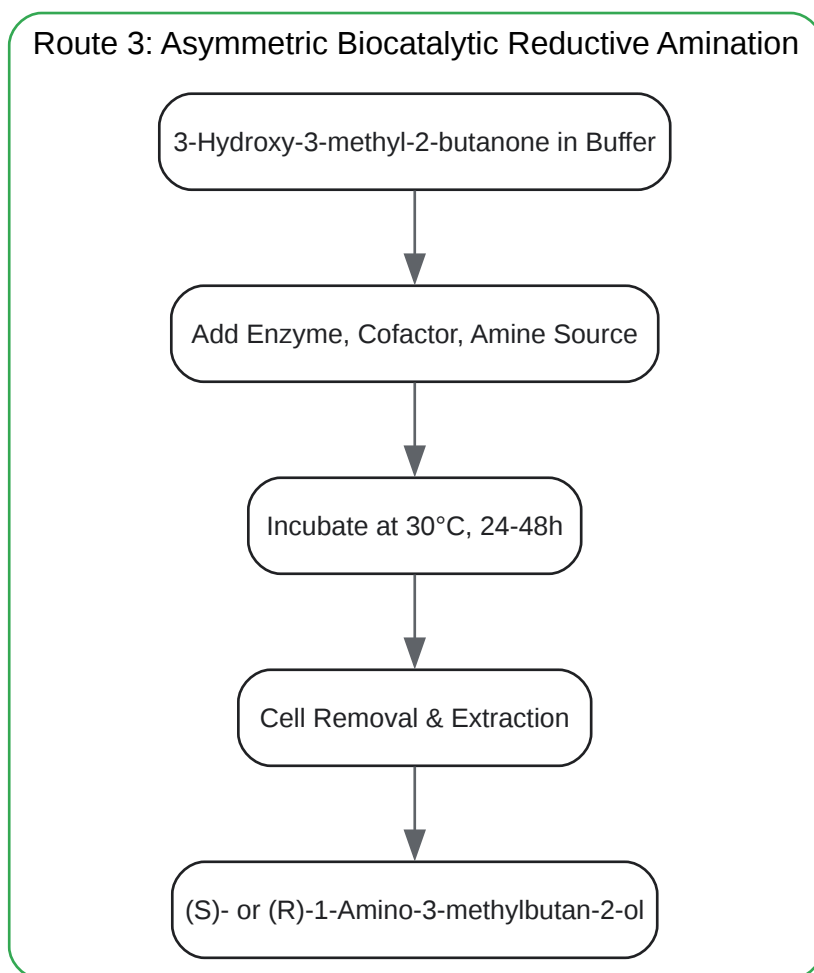 Route 3: Asymmetric Biocatalytic Reductive Amination
3-Hydroxy-3-methyl-2-butanone in Buffer
Add Enzyme, Cofactor, Amine Source
Incubate at 30°C, 24-48h
Cell Removal & Extraction
(S)- or (R)-1-Amino-3-methylbutan-2-ol